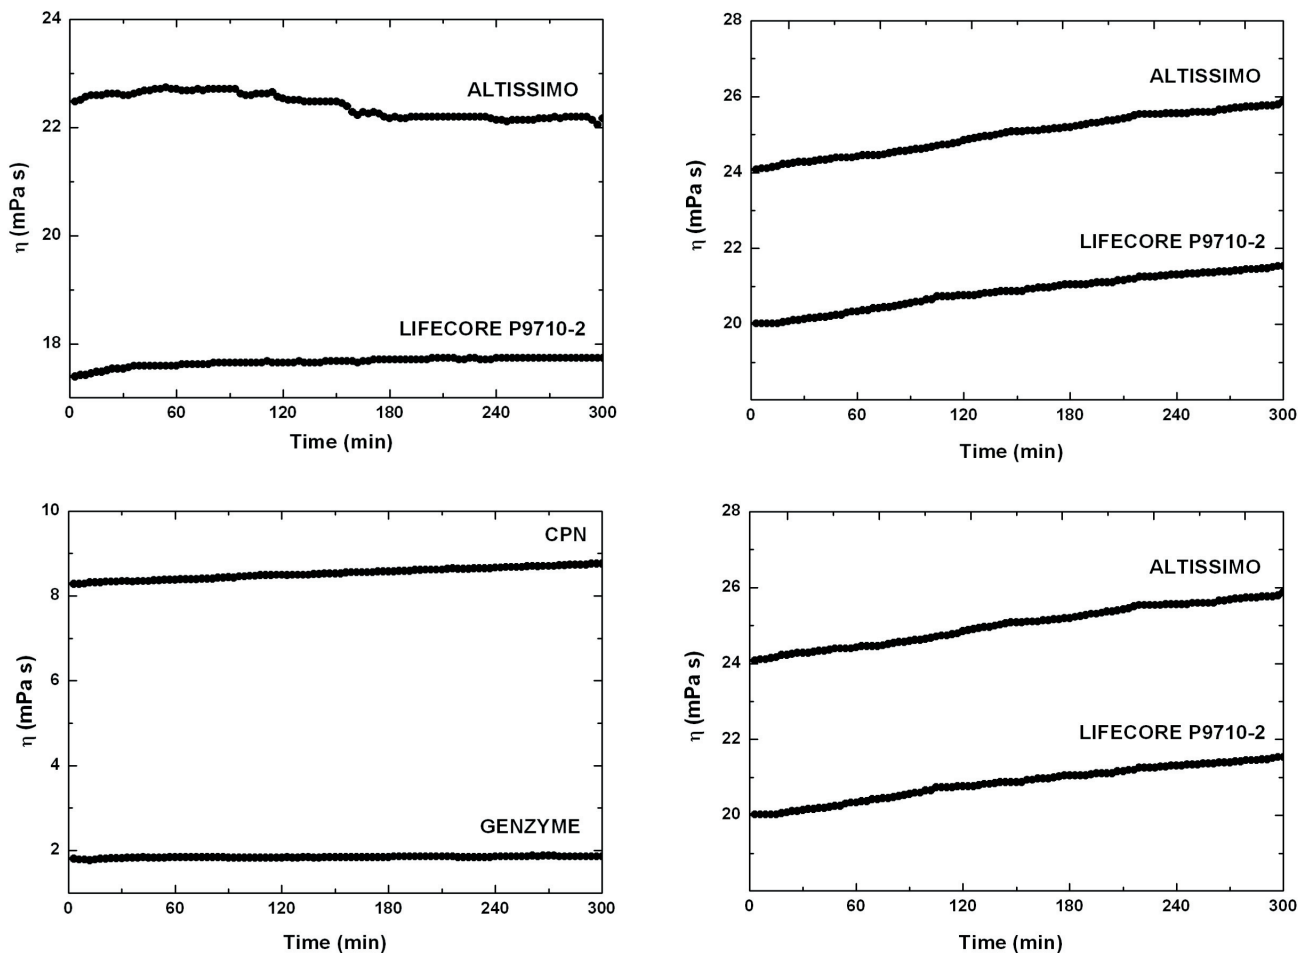 24
22
20
18
η (mPa s)
ALTISSIMO
LIFECORE P9710-2
0 60 120 180 240 300
Time (min)
28
26
24
22
20
η (mPa s)
ALTISSIMO
LIFECORE P9710-2
0 60 120 180 240 300
Time (min)
10
8
6
4
2
η (mPa s)
CPN
GENZYME
0 60 120 180 240 300
Time (min)
28
26
24
22
20
η (mPa s)
ALTISSIMO
LIFECORE P9710-2
0 60 120 180 240 300
Time (min)